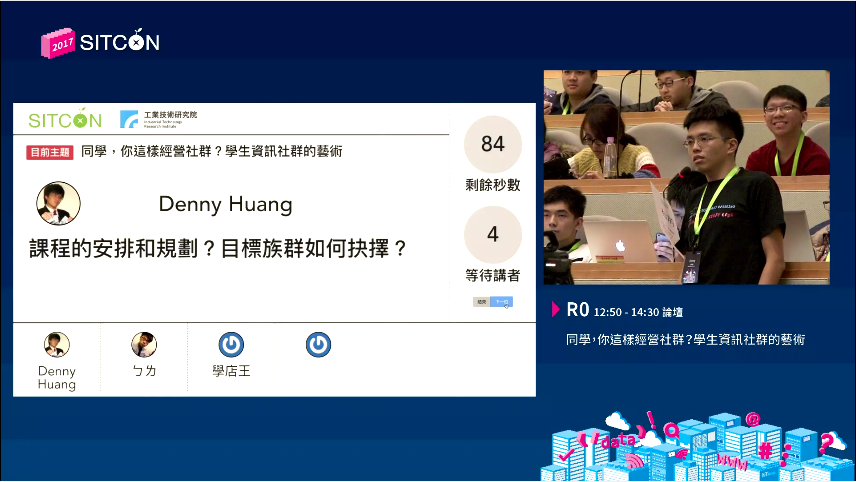 2017 SITCON
SITCON 工業技術研究院
Industrial Technology
Research Institute
目前主題 同學，你這樣經營社群？學生資訊社群的藝術
Denny Huang
課程的安排和規劃？目標族群如何抉擇？
84
剩餘秒數
4
等待講者
結束 下一位
Denny
Huang
ㄅㄌ
學店王
R0 12:50 - 14:30 論壇
同學，你這樣經營社群？學生資訊社群的藝術
data
www